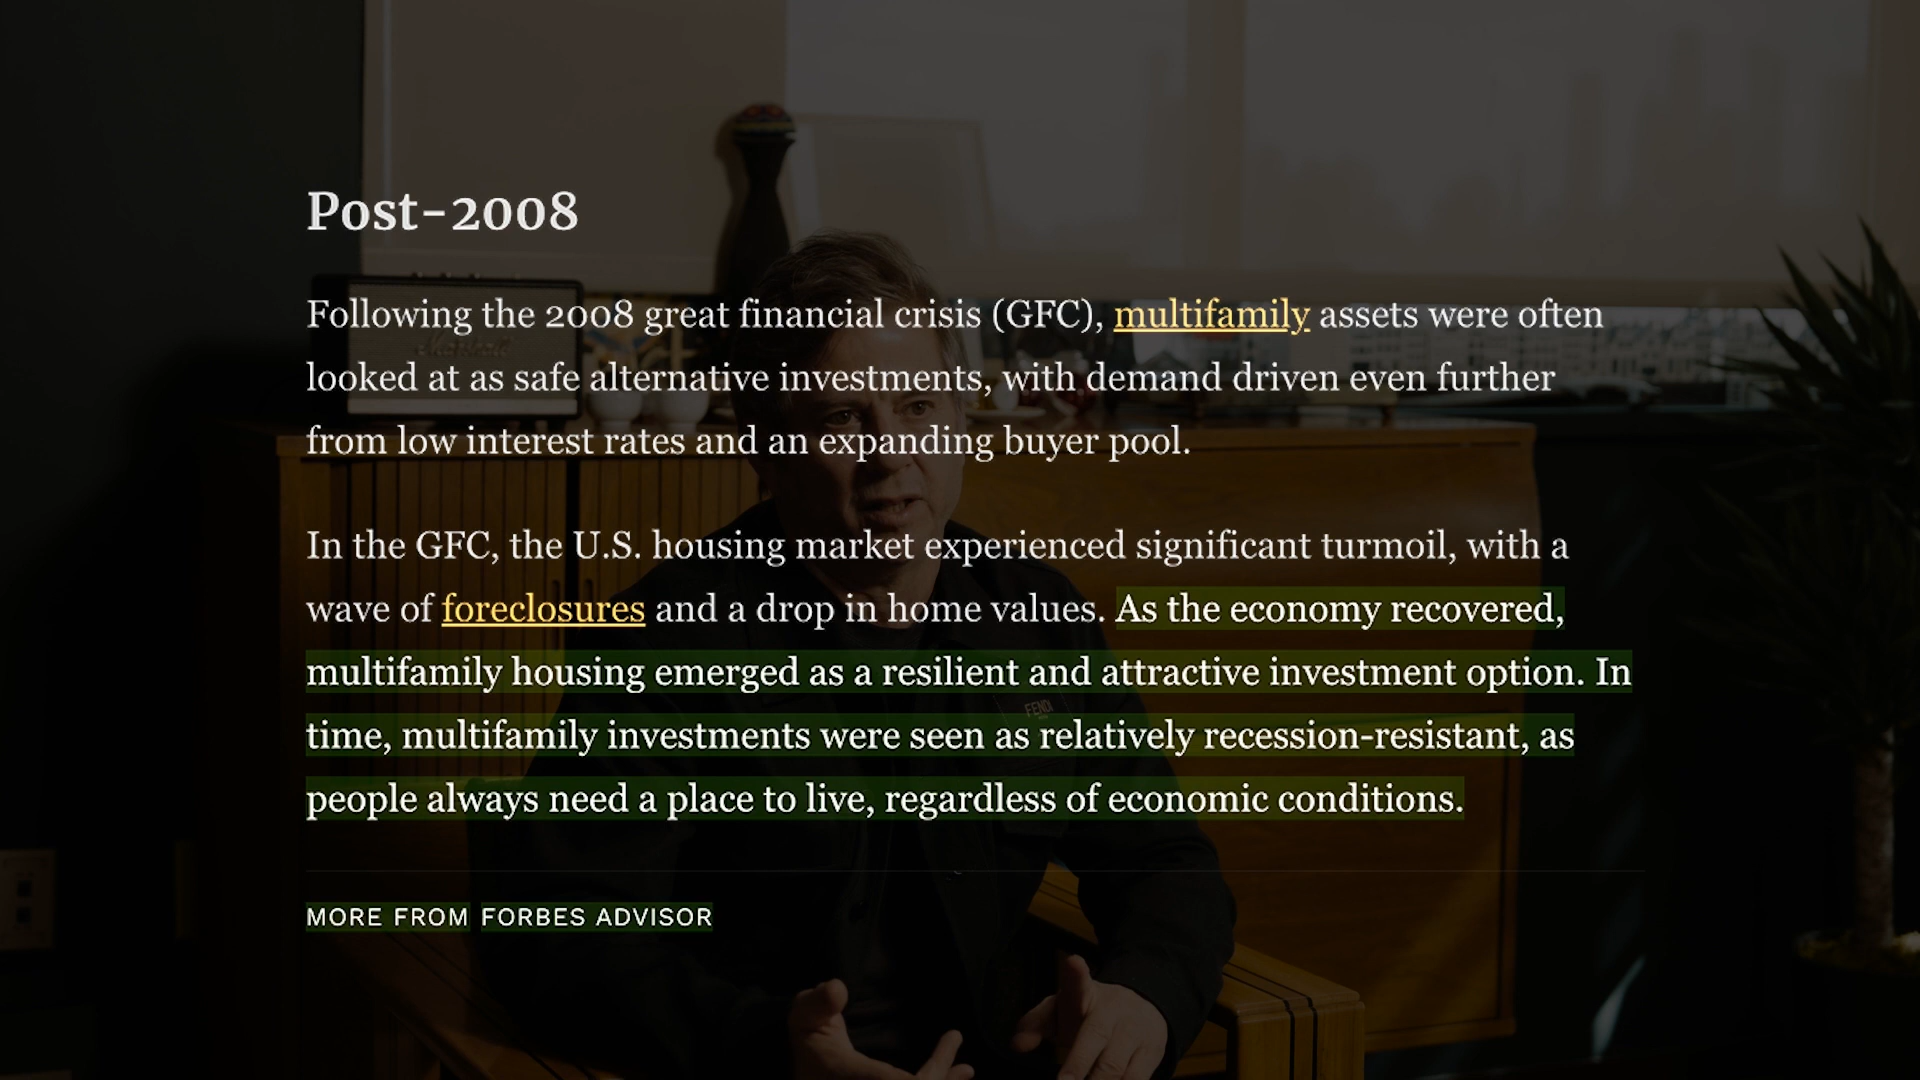 Post-2008
Following the 2008 great financial crisis (GFC), multifamily assets were often
looked at as safe alternative investments, with demand driven even further
from low interest rates and an expanding buyer pool.
In the GFC, the U.S. housing market experienced significant turmoil, with a
wave of foreclosures and a drop in home values. As the economy recovered,
multifamily housing emerged as a resilient and attractive investment option. In
time, multifamily investments were seen as relatively recession-resistant, as
people always need a place to live, regardless of economic conditions.
MORE FROM FORBES ADVISOR
Marshall
FENDI